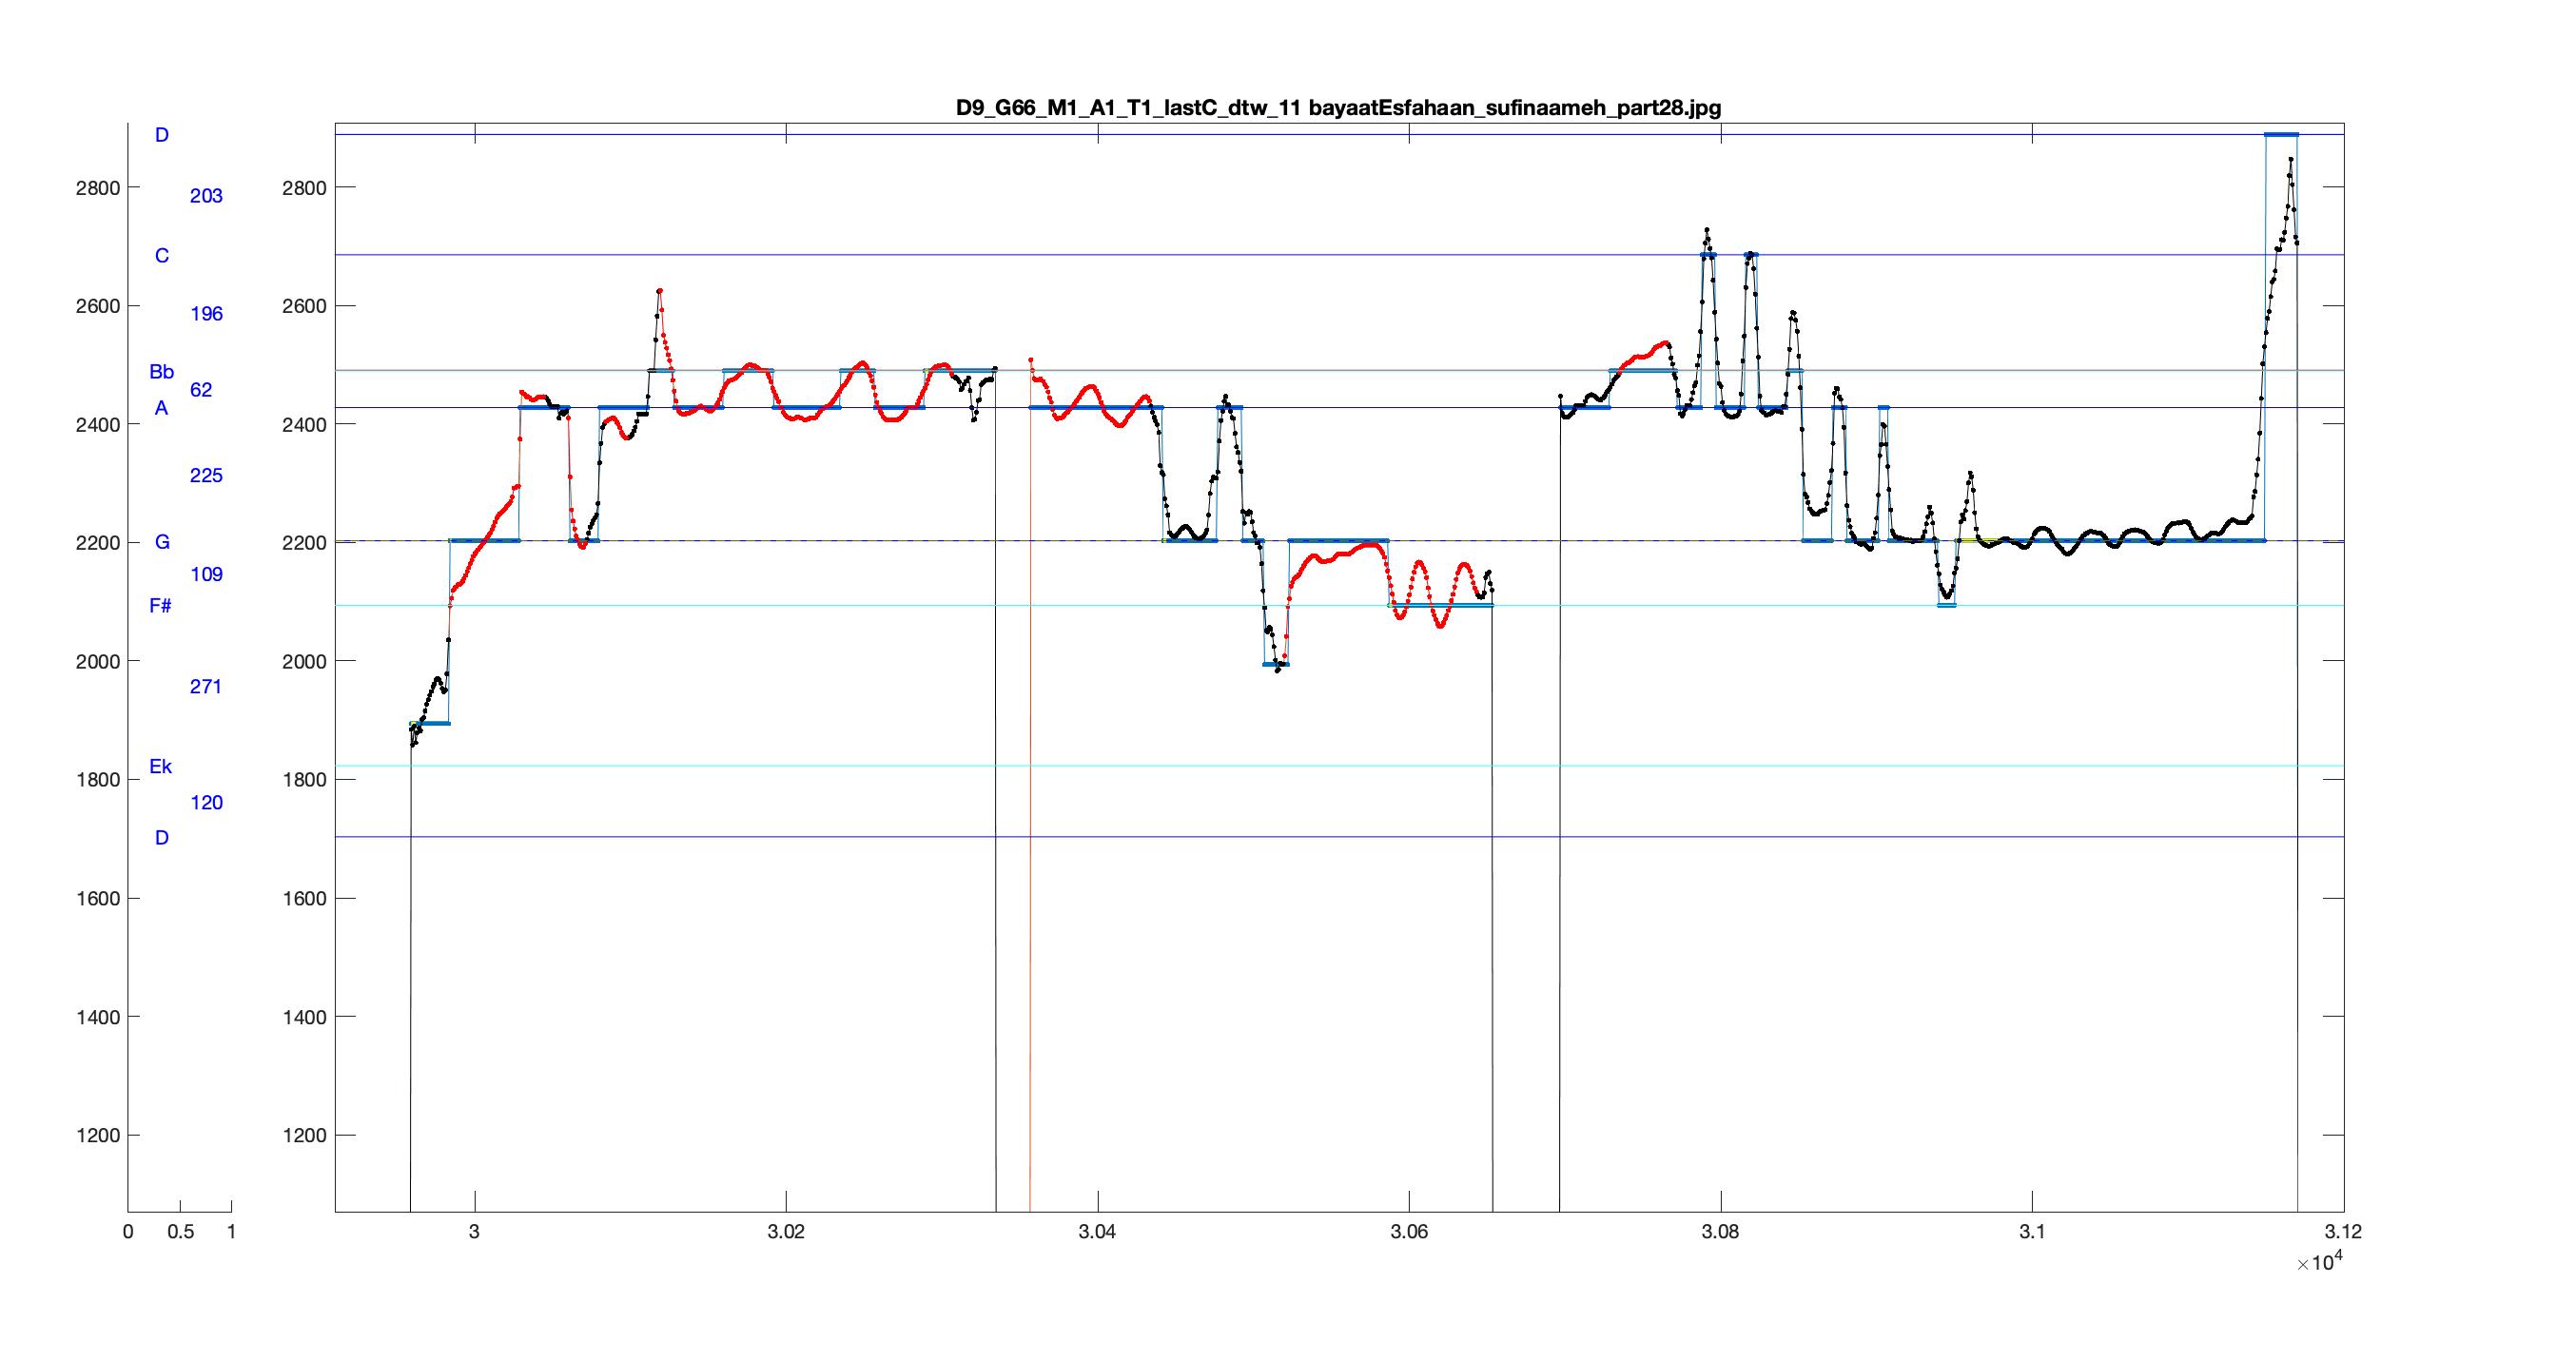 D9_G66_M1_A1_T1_lastC_dtw_11 bayaatEsfahaan_sufinaameh_part28.jpg
D
2800 203 2800
C
2600 196 2600
Bb
62
A
2400 2400
225
G
2200 2200
109
F#
2000 2000
271
Ek
1800 1800
120
D
1600 1600
1400 1400
1200 1200
0 0.5 1 3 3.02 3.04 3.06 3.08 3.1 3.12
×10⁴